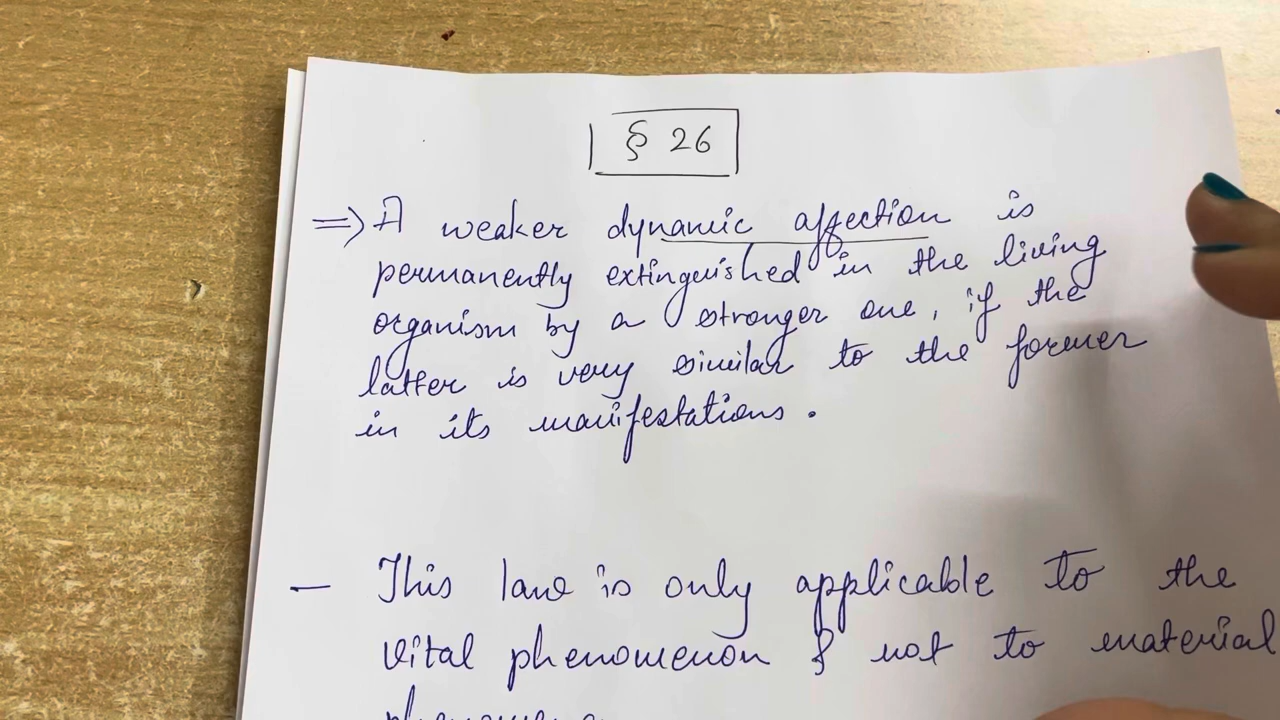 § 26
⇒ A weaker dynamic affection is
permanently extinguished in the living
organism by a stronger one, if the
latter is very similar to the former
in its manifestations.
— This law is only applicable to the
vital phenomenon & not to material